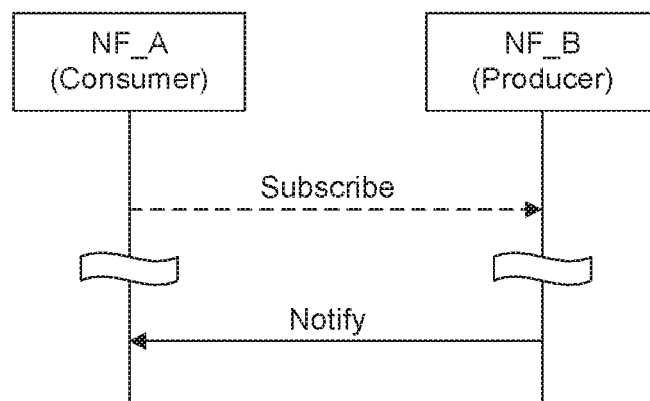 NF_A
(Consumer)
NF_B
(Producer)
Subscribe
Notify